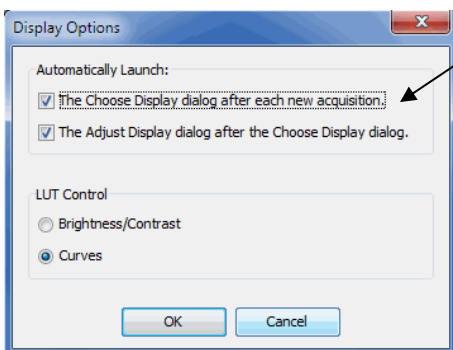 Display Options
Automatically Launch:
The Choose Display dialog after each new acquisition.
The Adjust Display dialog after the Choose Display dialog.
LUT Control
Brightness/Contrast
Curves
OK Cancel